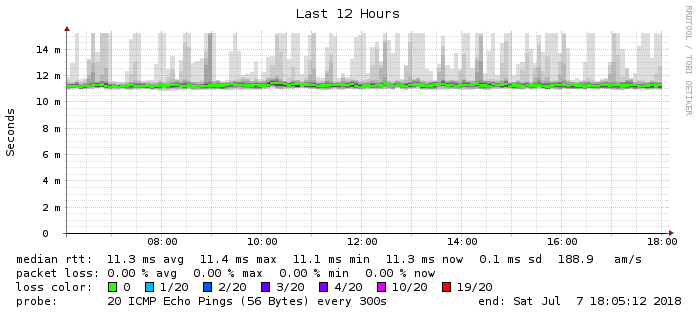 Last 12 Hours
RRDTOOL / TOBI OETIKER
Seconds
14 m
12 m
10 m
8 m
6 m
4 m
2 m
0
08:00 10:00 12:00 14:00 16:00 18:00
median rtt: 11.3 ms avg 11.4 ms max 11.1 ms min 11.3 ms now 0.1 ms sd 188.9 am/s
packet loss: 0.00 % avg 0.00 % max 0.00 % min 0.00 % now
loss color: 0 1/20 2/20 3/20 4/20 10/20 19/20
probe: 20 ICMP Echo Pings (56 Bytes) every 300s end: Sat Jul 7 18:05:12 2018